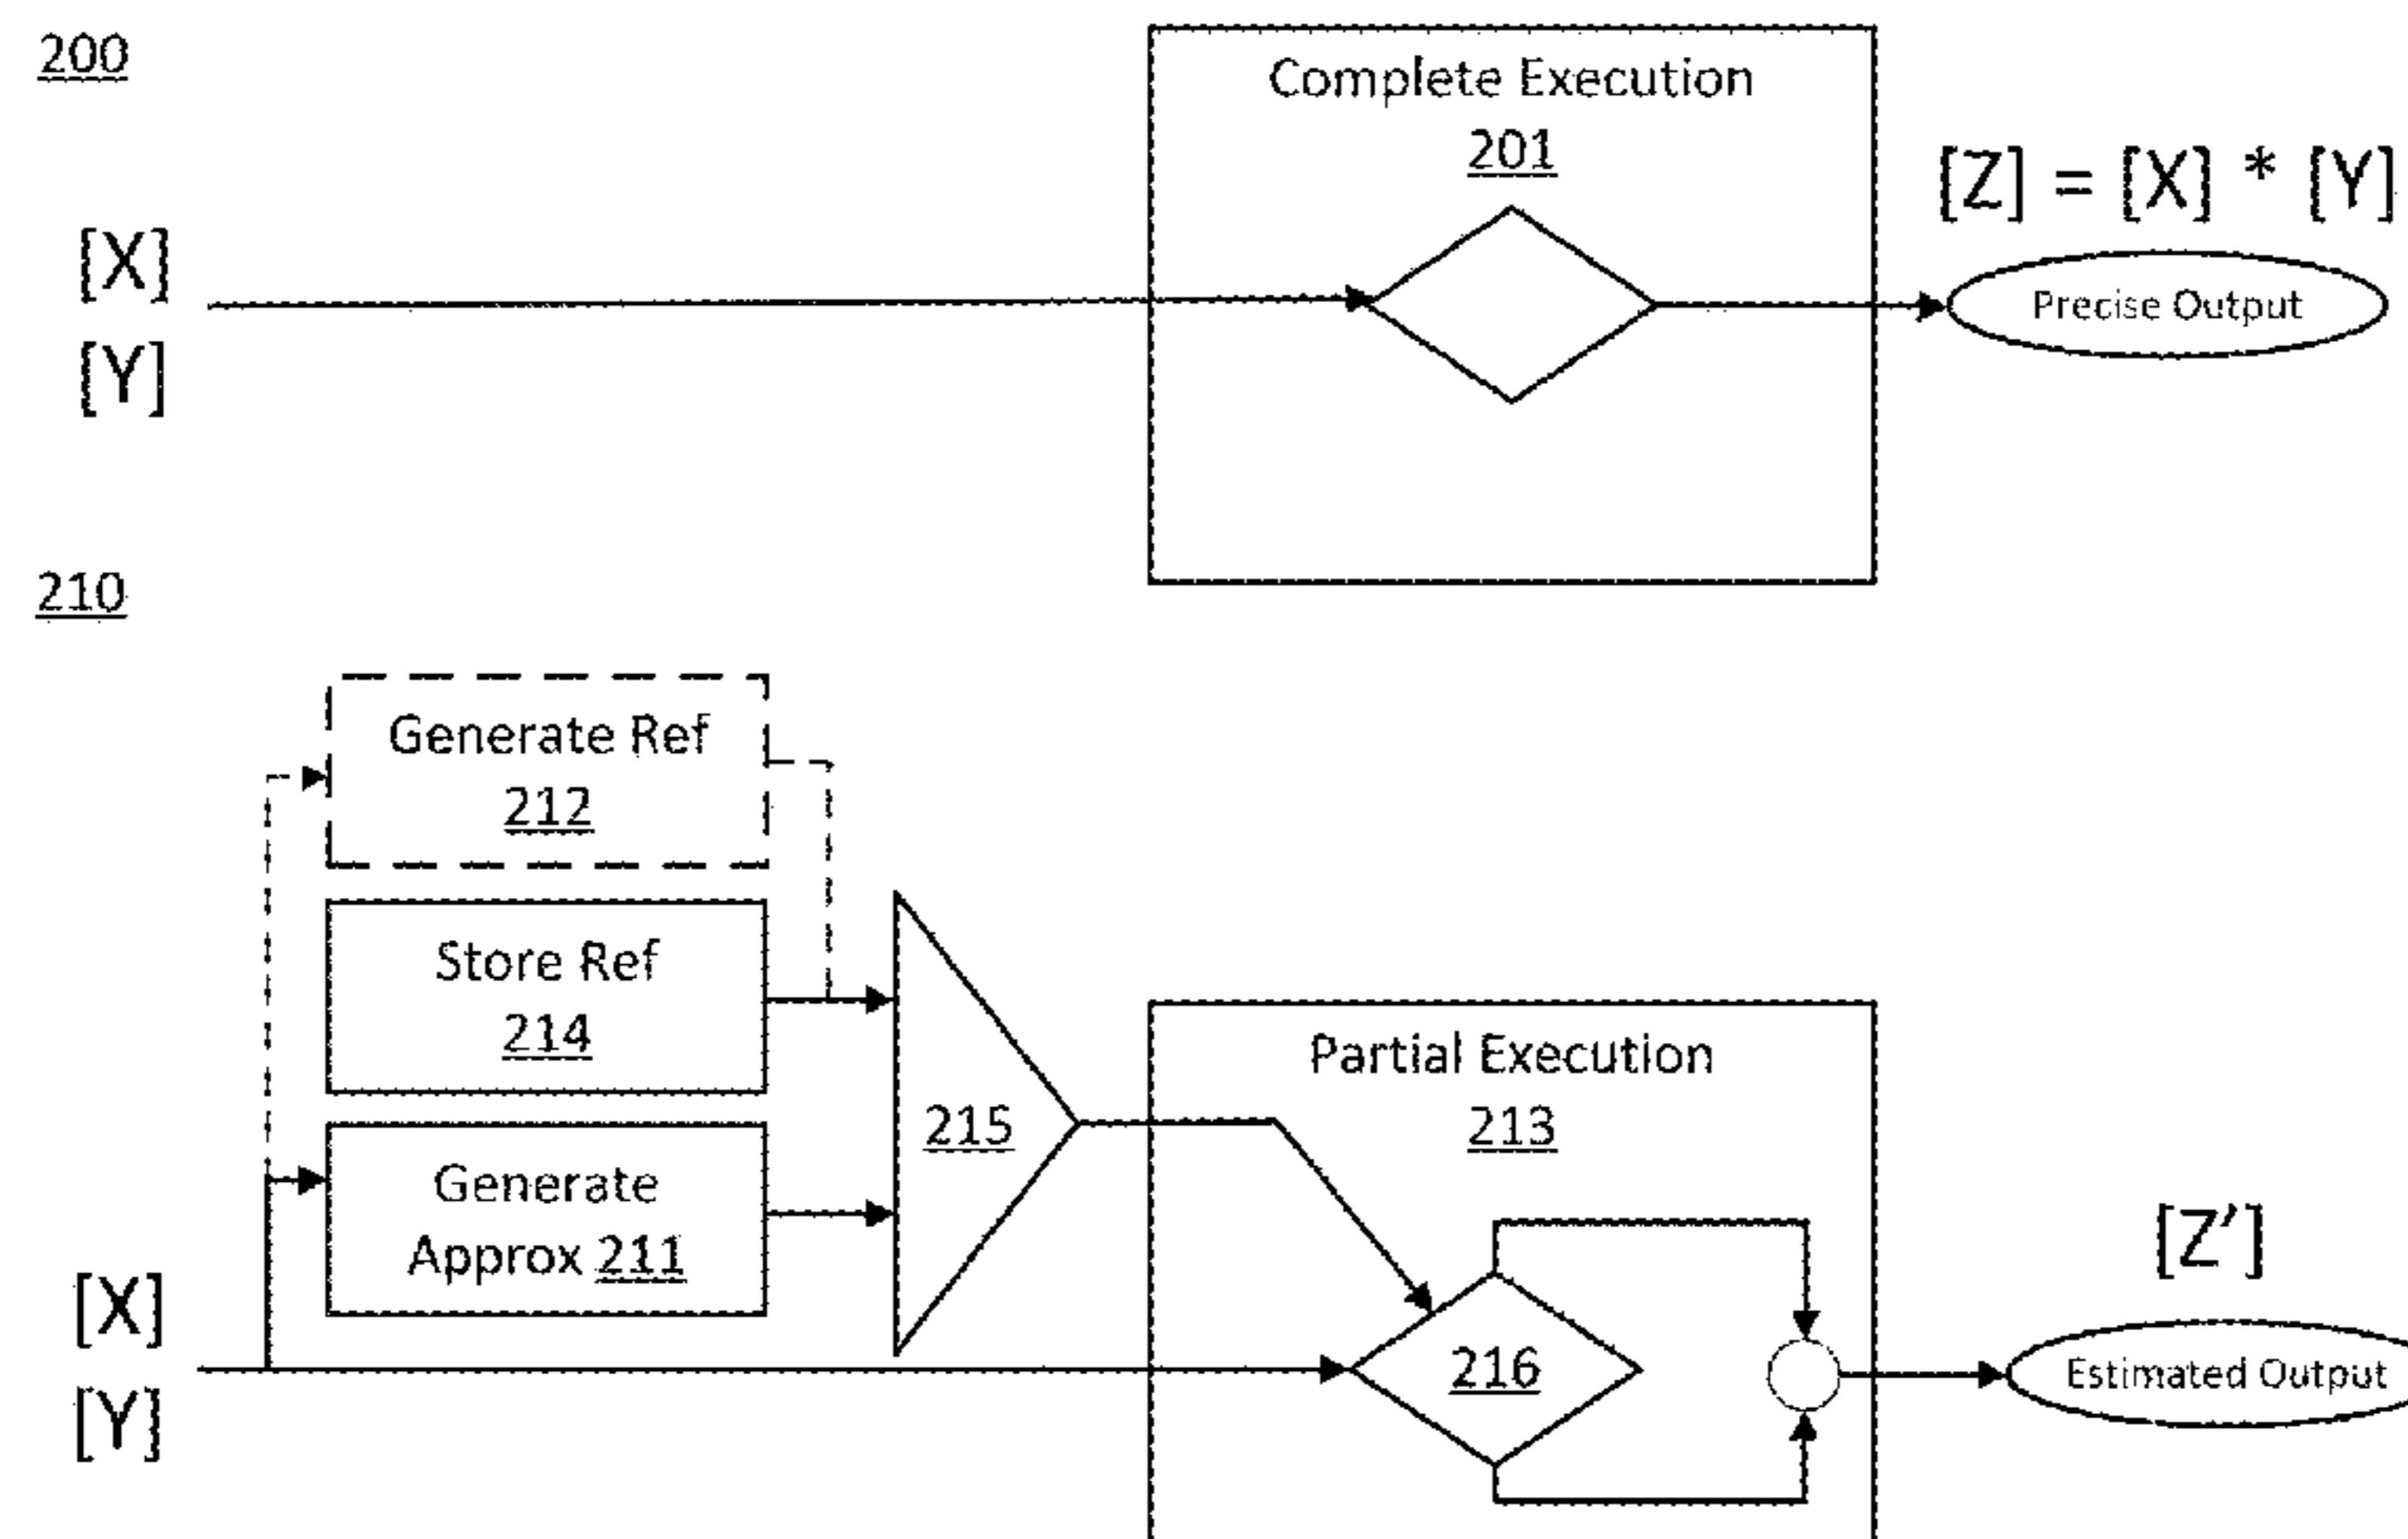 200
Complete Execution
201
[Z] = [X] * [Y]
[X]
Precise Output
[Y]
210
Generate Ref
212
Store Ref
214
Partial Execution
213
215
Generate
Approx 211
[Z']
[X]
216
Estimated Output
[Y]